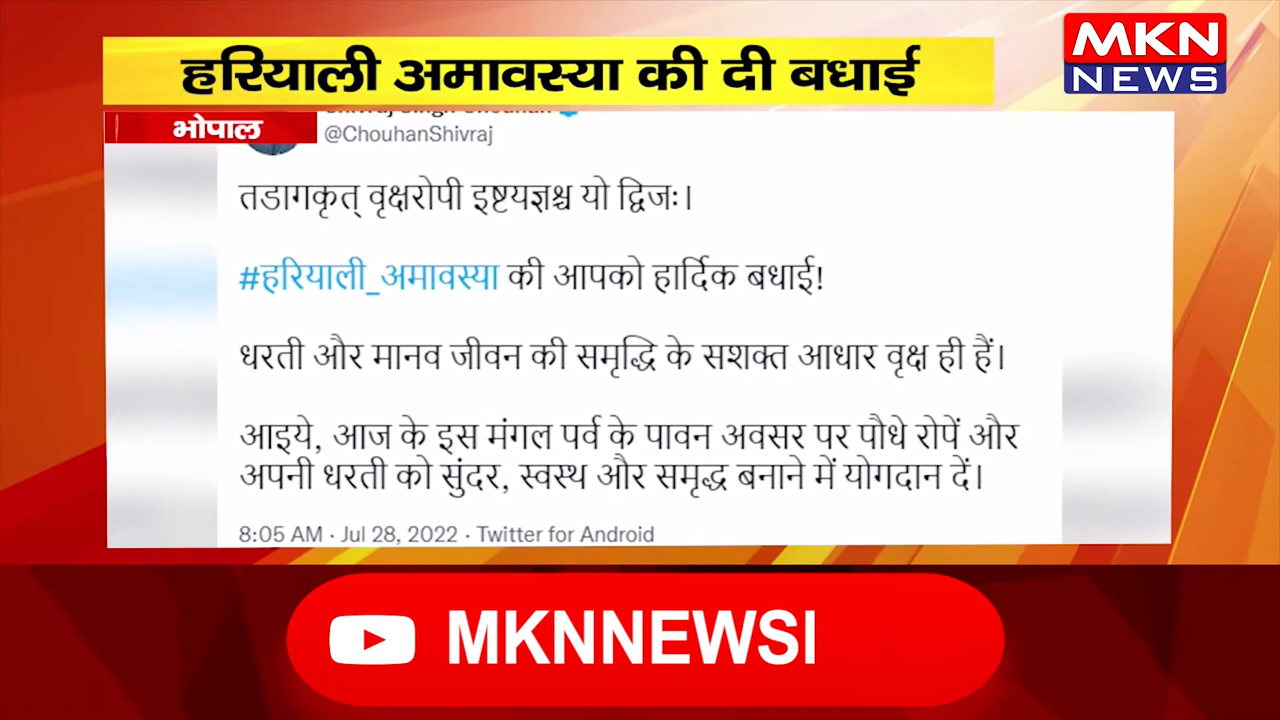 हरियाली अमावस्या की दी बधाई
MKN
NEWS
भोपाल
@ChouhanShivraj
तडागकृत् वृक्षरोपी इष्टयज्ञश्च यो द्विजः।
#हरियाली_अमावस्या की आपको हार्दिक बधाई!
धरती और मानव जीवन की समृद्धि के सशक्त आधार वृक्ष ही हैं।
आइये, आज के इस मंगल पर्व के पावन अवसर पर पौधे रोपें और
अपनी धरती को सुंदर, स्वस्थ और समृद्ध बनाने में योगदान दें।
8:05 AM · Jul 28, 2022 · Twitter for Android
MKNNEWSI